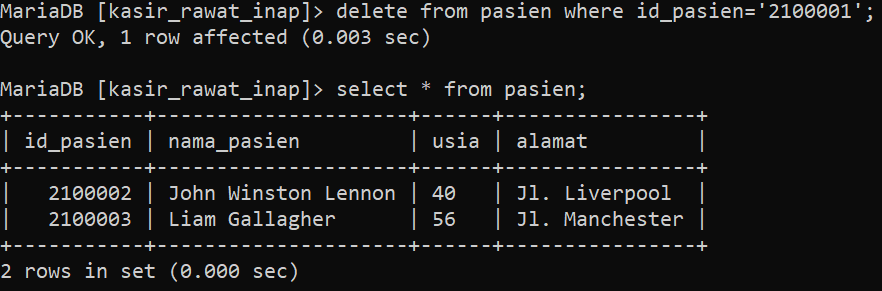 MariaDB [kasir_rawat_inap]> delete from pasien where id_pasien='2100001';
Query OK, 1 row affected (0.003 sec)

MariaDB [kasir_rawat_inap]> select * from pasien;
+-----------+---------------------+------+----------------+
| id_pasien | nama_pasien         | usia | alamat         |
+-----------+---------------------+------+----------------+
|   2100002 | John Winston Lennon | 40   | Jl. Liverpool  |
|   2100003 | Liam Gallagher      | 56   | Jl. Manchester |
+-----------+---------------------+------+----------------+
2 rows in set (0.000 sec)